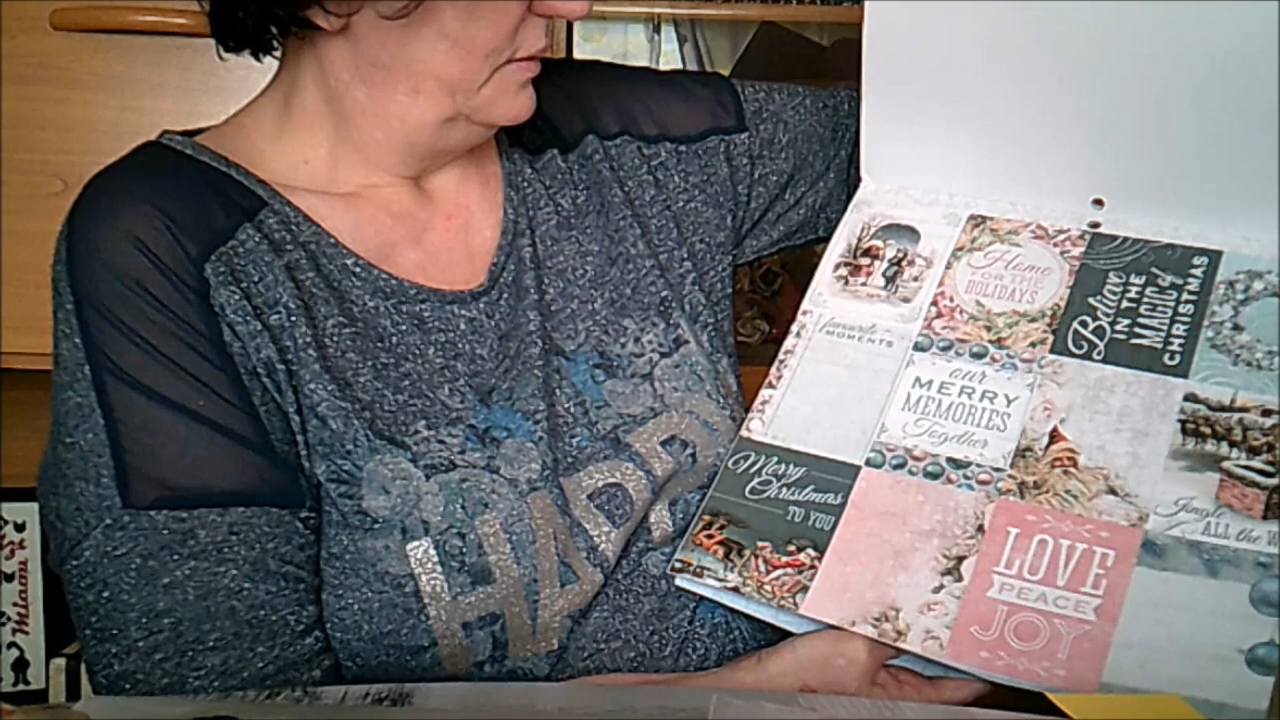 HAPP
Milaou
favourite
MOMENTS
Home
FOR THE
HOLIDAYS
Believe
IN THE
MAGIC of
CHRISTMAS
our
MERRY
MEMORIES
Together
Merry
Christmas
TO YOU
LOVE
PEACE
JOY
Jingle
ALL the